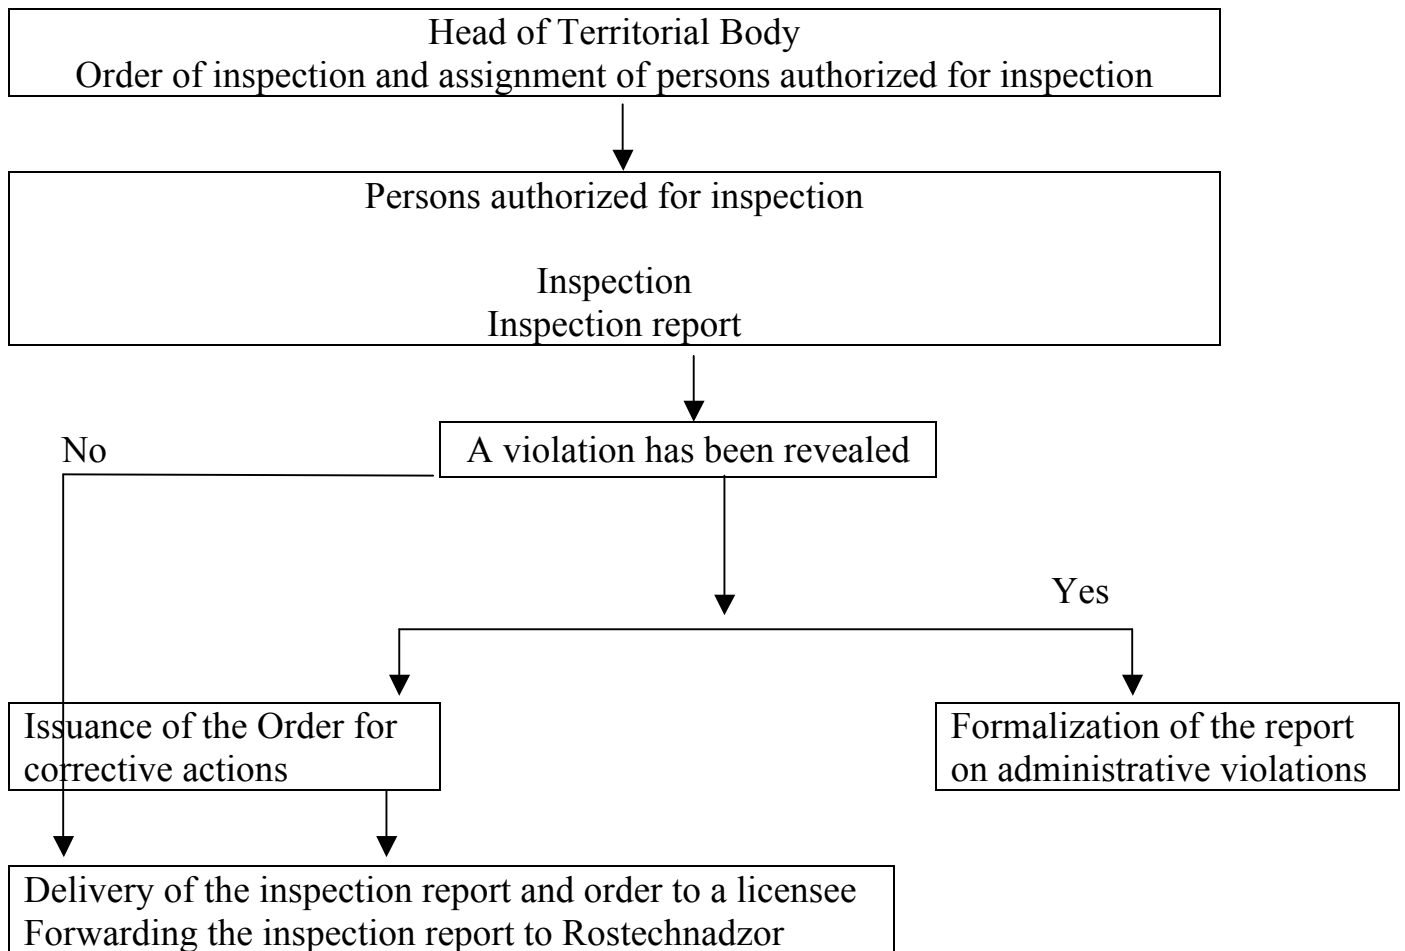 Head of Territorial Body
Order of inspection and assignment of persons authorized for inspection
Persons authorized for inspection
Inspection
Inspection report
No
A violation has been revealed
Yes
Issuance of the Order for
corrective actions
Formalization of the report
on administrative violations
Delivery of the inspection report and order to a licensee
Forwarding the inspection report to Rostechnadzor